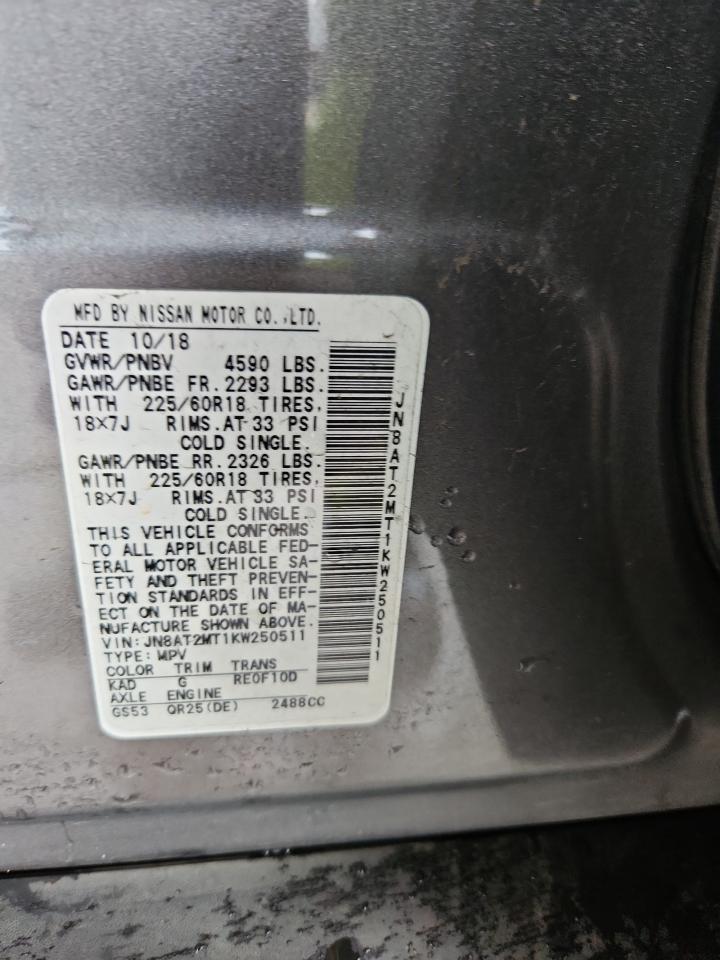 MFD BY NISSAN MOTOR CO.,LTD.
DATE 10/18
GVWR/PNBV 4590 LBS.
GAWR/PNBE FR. 2293 LBS.
WITH 225/60R18 TIRES,
18×7J RIMS.AT 33 PSI
COLD SINGLE.
GAWR/PNBE RR. 2326 LBS.
WITH 225/60R18 TIRES,
18×7J RIMS.AT 33 PSI
COLD SINGLE.
THIS VEHICLE CONFORMS
TO ALL APPLICABLE FED-
ERAL MOTOR VEHICLE SA-
FETY AND THEFT PREVEN-
TION STANDARDS IN EFF-
ECT ON THE DATE OF MA-
NUFACTURE SHOWN ABOVE.
VIN:JN8AT2MT1KW250511
TYPE: MPV
COLOR TRIM TRANS
KAD G RE0F10D
AXLE ENGINE
GS53 QR25(DE) 2488CC
JN8AT2MT1KW250511